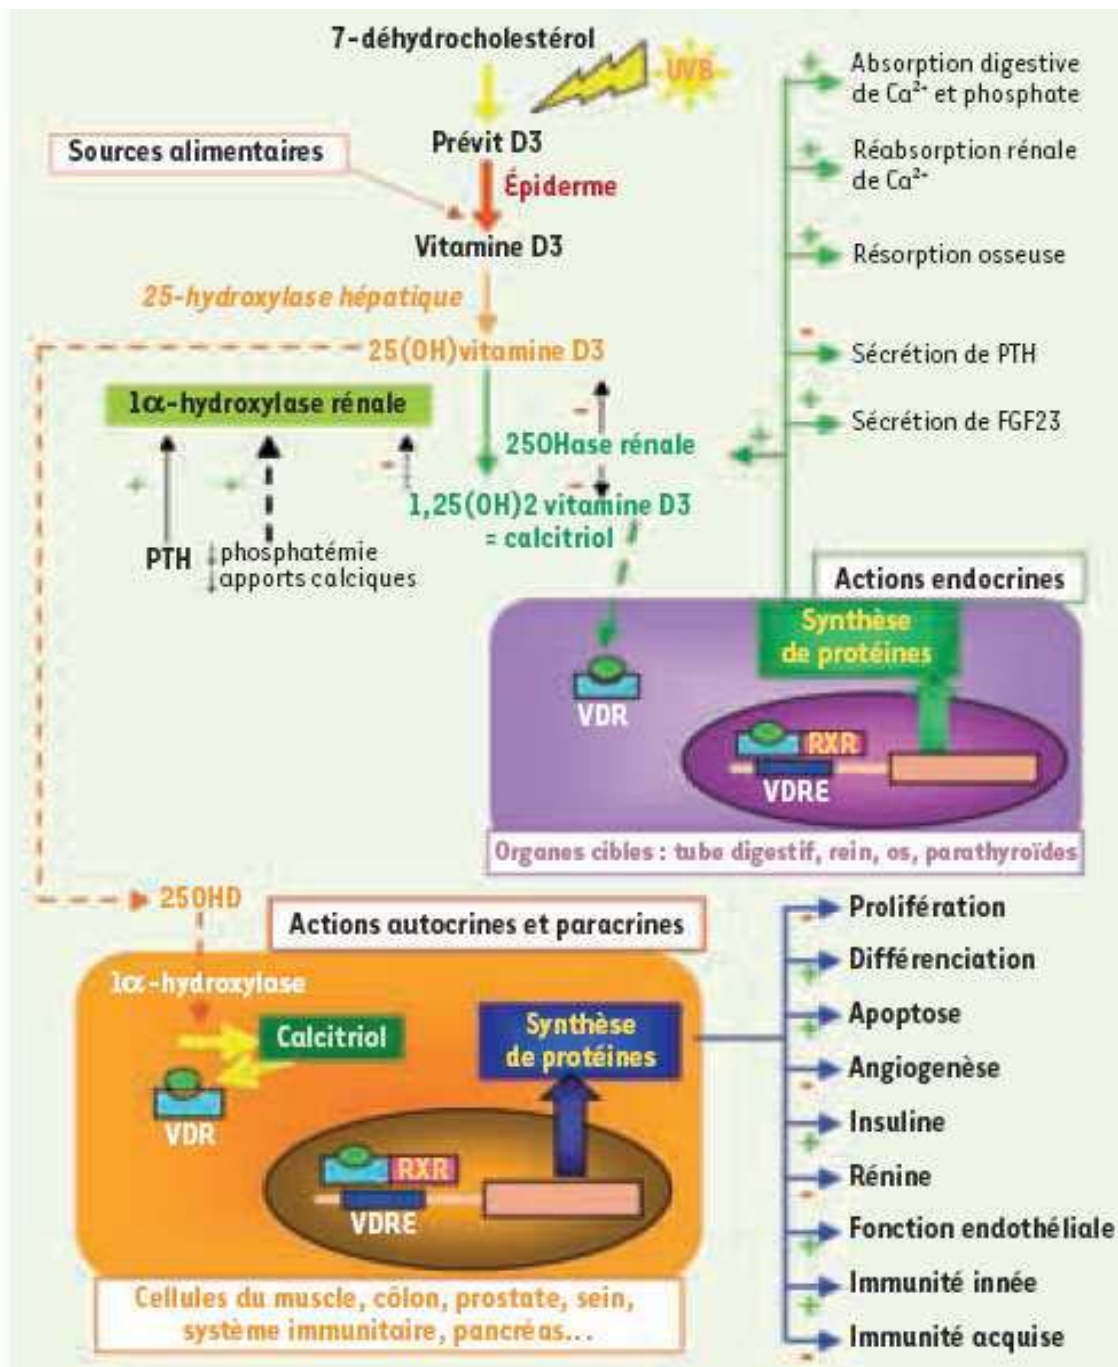 7-déhydrocholestérol
UVB
Prévit D3
Sources alimentaires
Épiderme
Vitamine D3
25-hydroxylase hépatique
25(OH)vitamine D3
1α-hydroxylase rénale
-
25OHase rénale
+
+
-
-
1,25(OH)2 vitamine D3
= calcitriol
PTH
↓phosphatémie
↓apports calciques
+
Absorption digestive
de Ca²⁺ et phosphate
+
Réabsorption rénale
de Ca²⁺
+
Résorption osseuse
-
Sécrétion de PTH
+
Sécrétion de FGF23
+
Actions endocrines
Synthèse
de protéines
VDR
RXR
VDRE
Organes cibles : tube digestif, rein, os, parathyroïdes
25OHD
Actions autocrines et paracrines
1α-hydroxylase
Calcitriol
Synthèse
de protéines
VDR
RXR
VDRE
Cellules du muscle, côlon, prostate, sein,
système immunitaire, pancréas...
Prolifération
-
Différenciation
+
Apoptose
+
Angiogenèse
-
Insuline
+
Rénine
-
Fonction endothéliale
+
Immunité innée
+
Immunité acquise
-